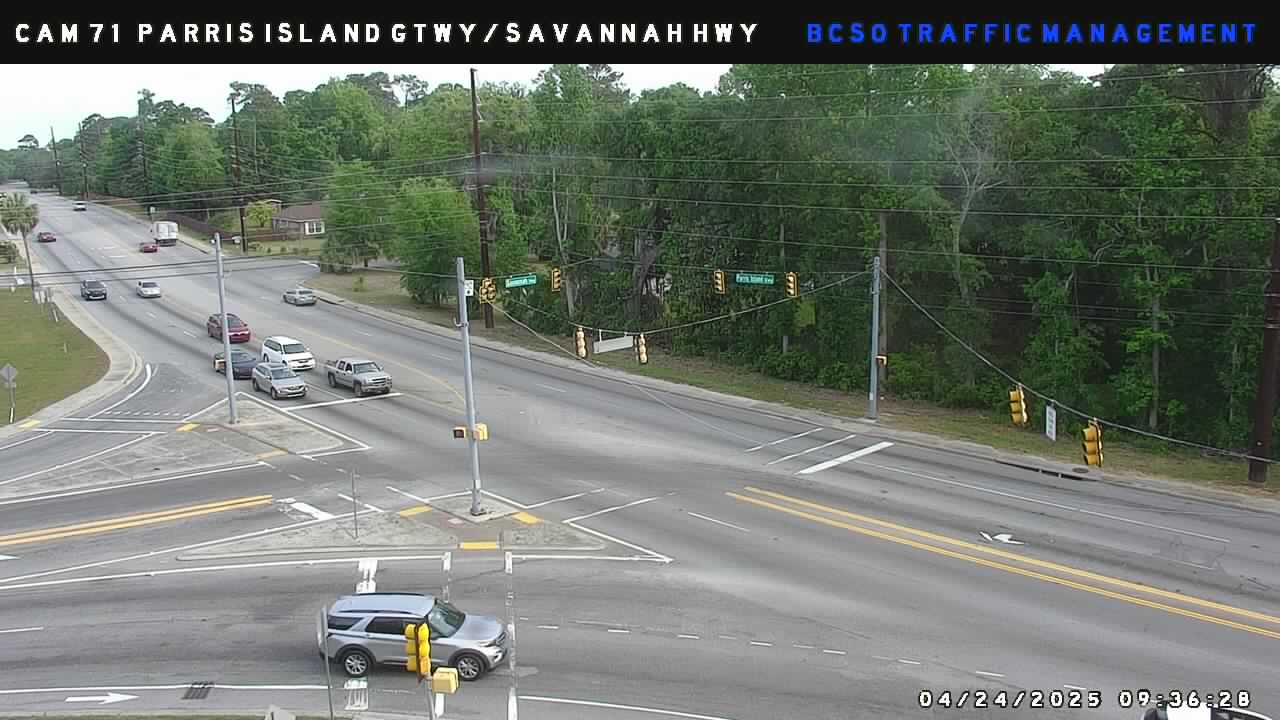 CAM 71 PARRIS ISLAND GTWY/SAVANNAH HWY BCSO TRAFFIC MANAGEMENT
04/24/2025 09:36:28